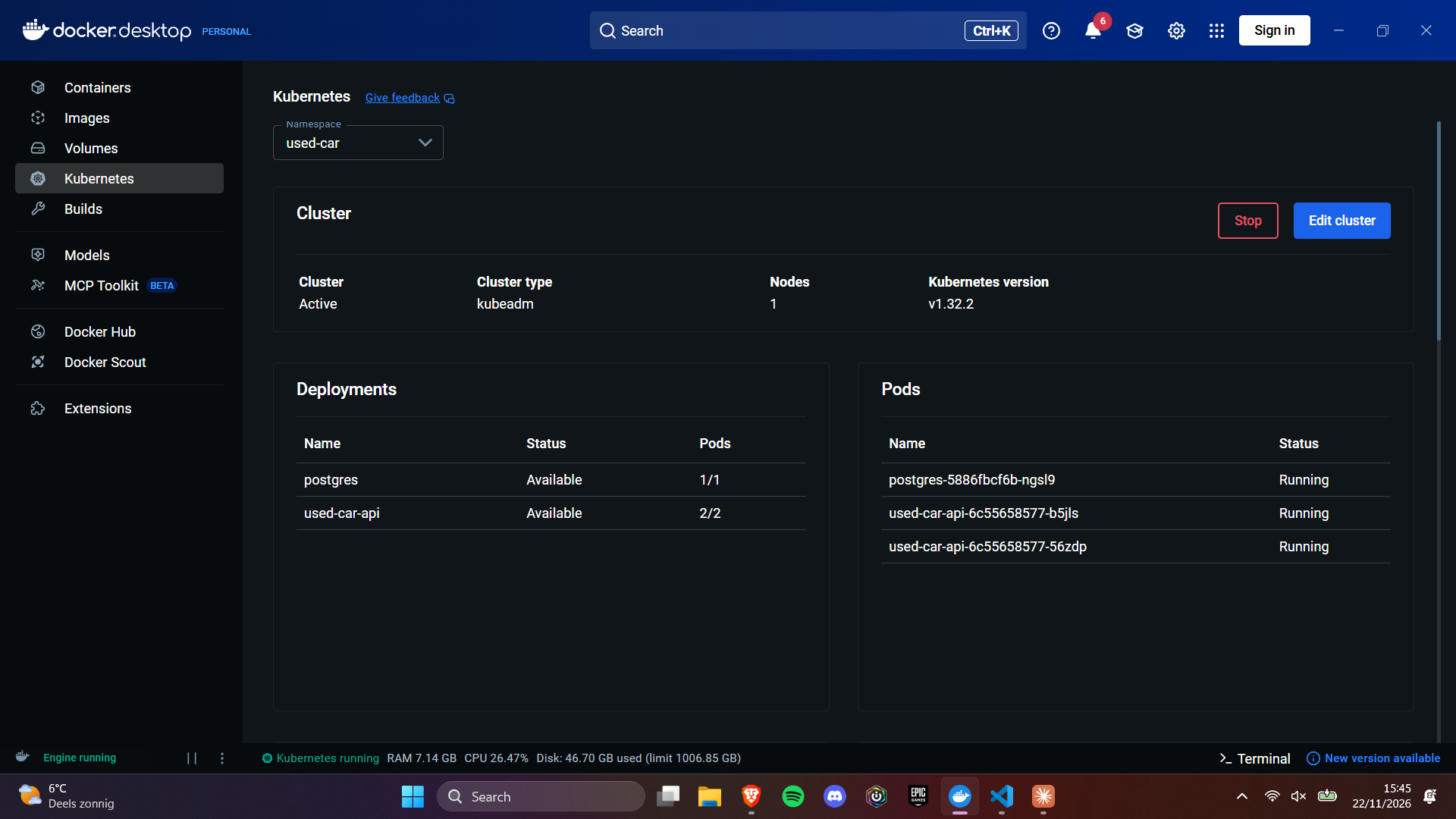 docker.desktop PERSONAL
Search Ctrl+K
6
Sign in
Containers
Images
Volumes
Kubernetes
Builds
Models
MCP Toolkit BETA
Docker Hub
Docker Scout
Extensions
Kubernetes Give feedback
Namespace
used-car
Cluster
Stop Edit cluster
Cluster Cluster type Nodes Kubernetes version
Active kubeadm 1 v1.32.2
Deployments
Name Status Pods
postgres Available 1/1
used-car-api Available 2/2
Pods
Name Status
postgres-5886fbcf6b-ngsl9 Running
used-car-api-6c55658577-b5jls Running
used-car-api-6c55658577-56zdp Running
Engine running Kubernetes running RAM 7.14 GB CPU 26.47% Disk: 46.70 GB used (limit 1006.85 GB) Terminal New version available
6°C
Deels zonnig
Search
EPIC
GAMES
15:45
22/11/2026